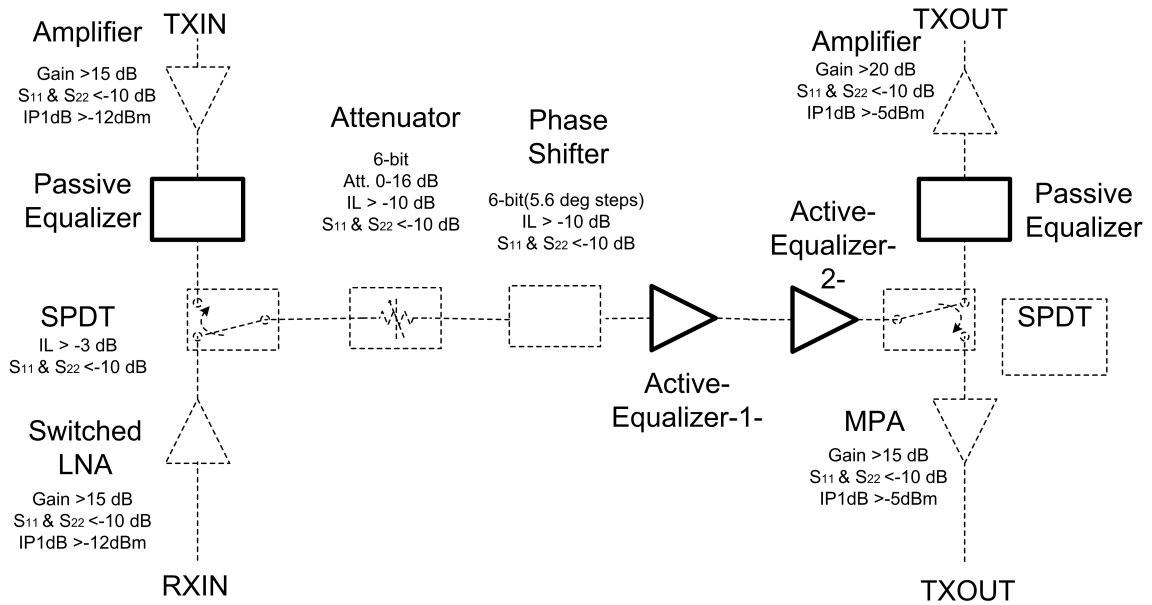 TXIN
Amplifier
Gain >15 dB
S11 & S22 <-10 dB
IP1dB >-12dBm
TXOUT
Amplifier
Gain >20 dB
S11 & S22 <-10 dB
IP1dB >-5dBm
Passive
Equalizer
Attenuator
6-bit
Att. 0-16 dB
IL > -10 dB
S11 & S22 <-10 dB
Phase
Shifter
6-bit(5.6 deg steps)
IL > -10 dB
S11 & S22 <-10 dB
Active-
Equalizer-
2-
Passive
Equalizer
SPDT
IL > -3 dB
S11 & S22 <-10 dB
SPDT
Active-
Equalizer-1-
Switched
LNA
Gain >15 dB
S11 & S22 <-10 dB
IP1dB >-12dBm
MPA
Gain >15 dB
S11 & S22 <-10 dB
IP1dB >-5dBm
RXIN
TXOUT